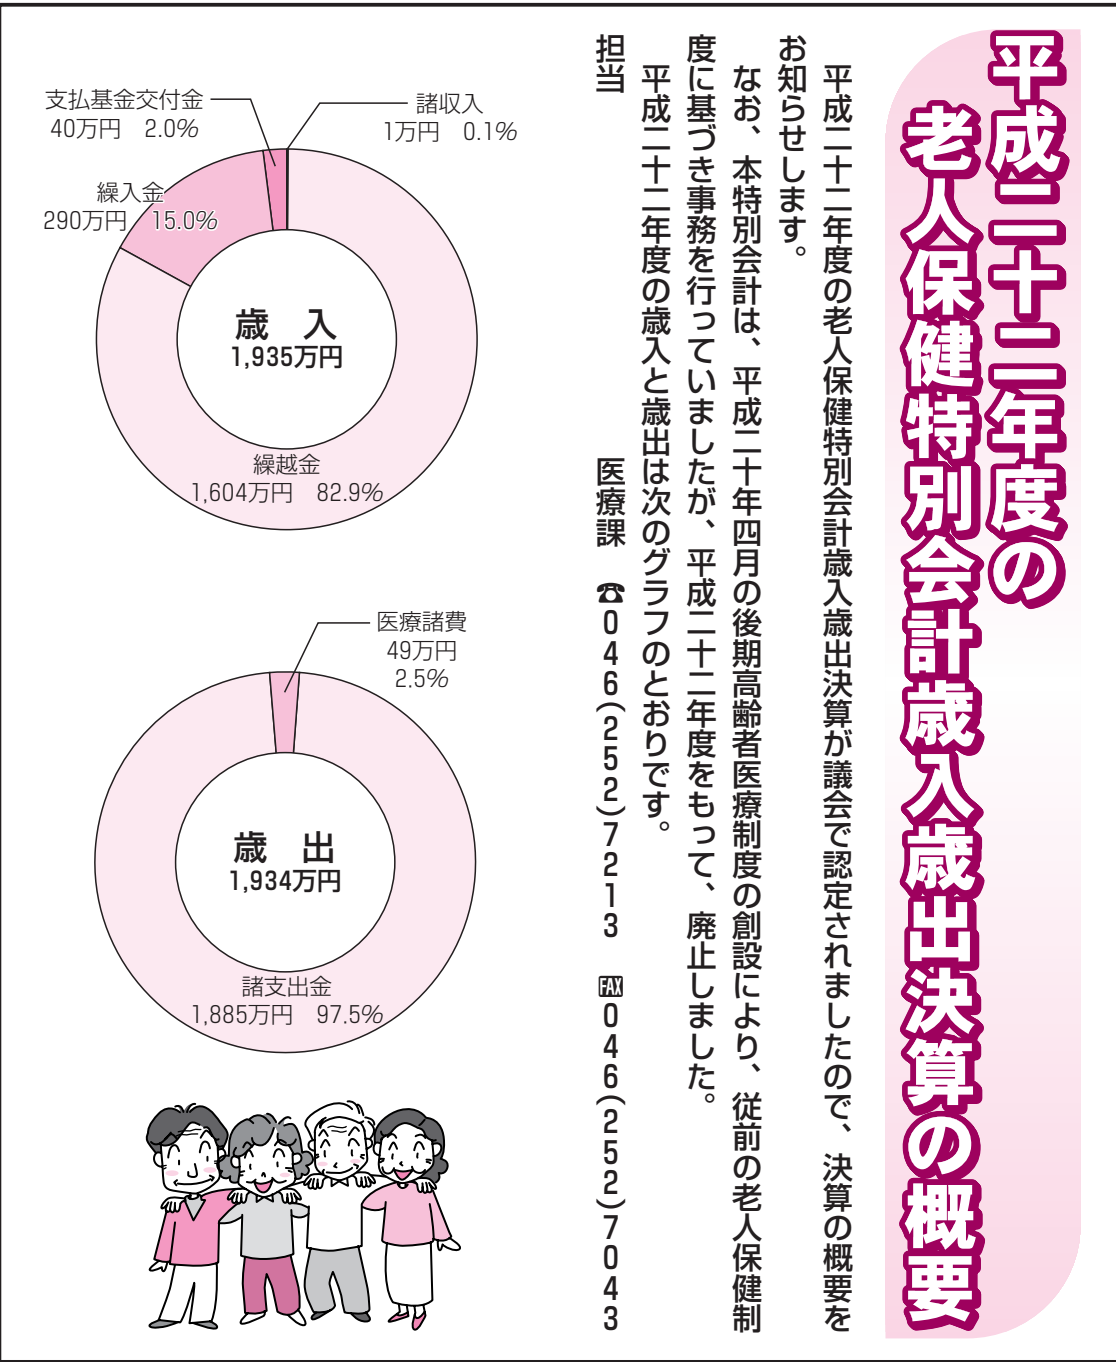 平成二十二年度の
老人保健特別会計歳入歳出決算の概要
平成二十二年度の老人保健特別会計歳入歳出決算が議会で認定されましたので、決算の概要を
お知らせします。
なお、本特別会計は、平成二十年四月の後期高齢者医療制度の創設により、従前の老人保健制
度に基づき事務を行っていましたが、平成二十二年度をもって、廃止しました。
平成二十二年度の歳入と歳出は次のグラフのとおりです。
担当 医療課 ☎046(252)7213 FAX046(252)7043
支払基金交付金
40万円 2.0%
諸収入
1万円 0.1%
繰入金
290万円 15.0%
歳 入
1,935万円
繰越金
1,604万円 82.9%
医療諸費
49万円
2.5%
歳 出
1,934万円
諸支出金
1,885万円 97.5%